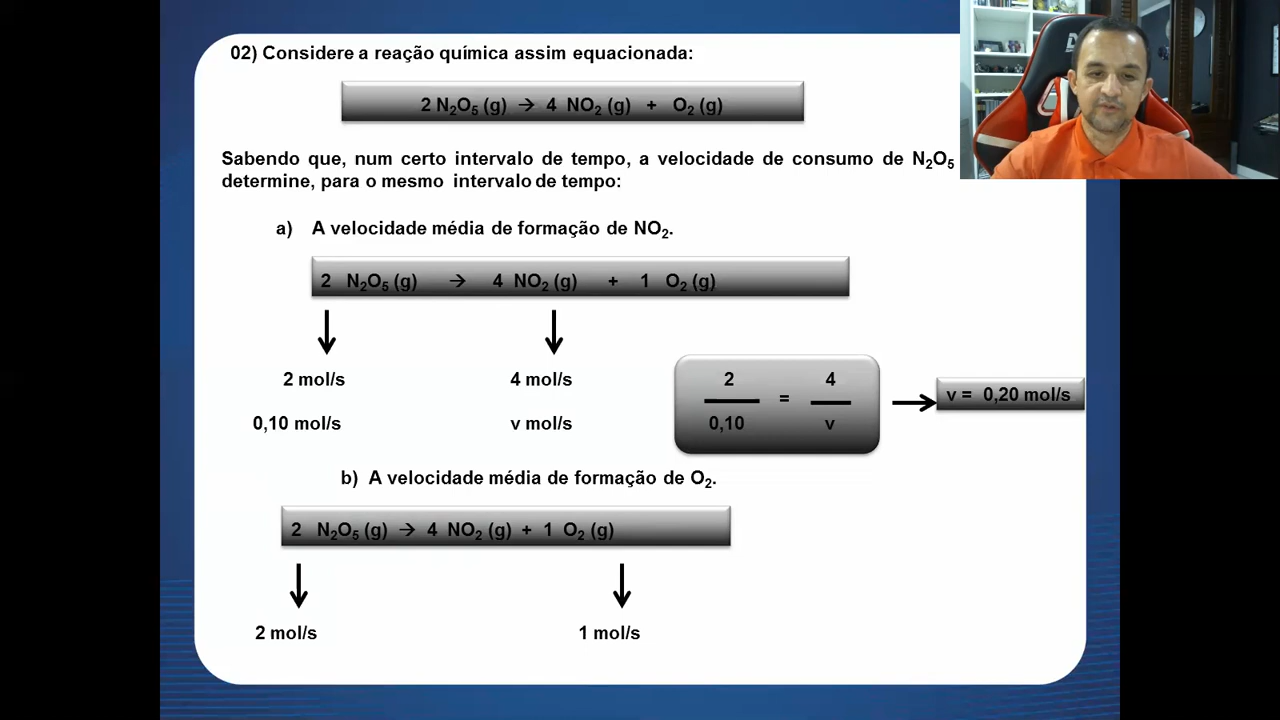 02) Considere a reação química assim equacionada:
2 N₂O₅ (g) → 4 NO₂ (g) + O₂ (g)
Sabendo que, num certo intervalo de tempo, a velocidade de consumo de N₂O₅
determine, para o mesmo intervalo de tempo:
a) A velocidade média de formação de NO₂.
2 N₂O₅ (g) → 4 NO₂ (g) + 1 O₂ (g)
2 mol/s 4 mol/s
0,10 mol/s v mol/s
2 4
=
0,10 v
v = 0,20 mol/s
b) A velocidade média de formação de O₂.
2 N₂O₅ (g) → 4 NO₂ (g) + 1 O₂ (g)
2 mol/s 1 mol/s